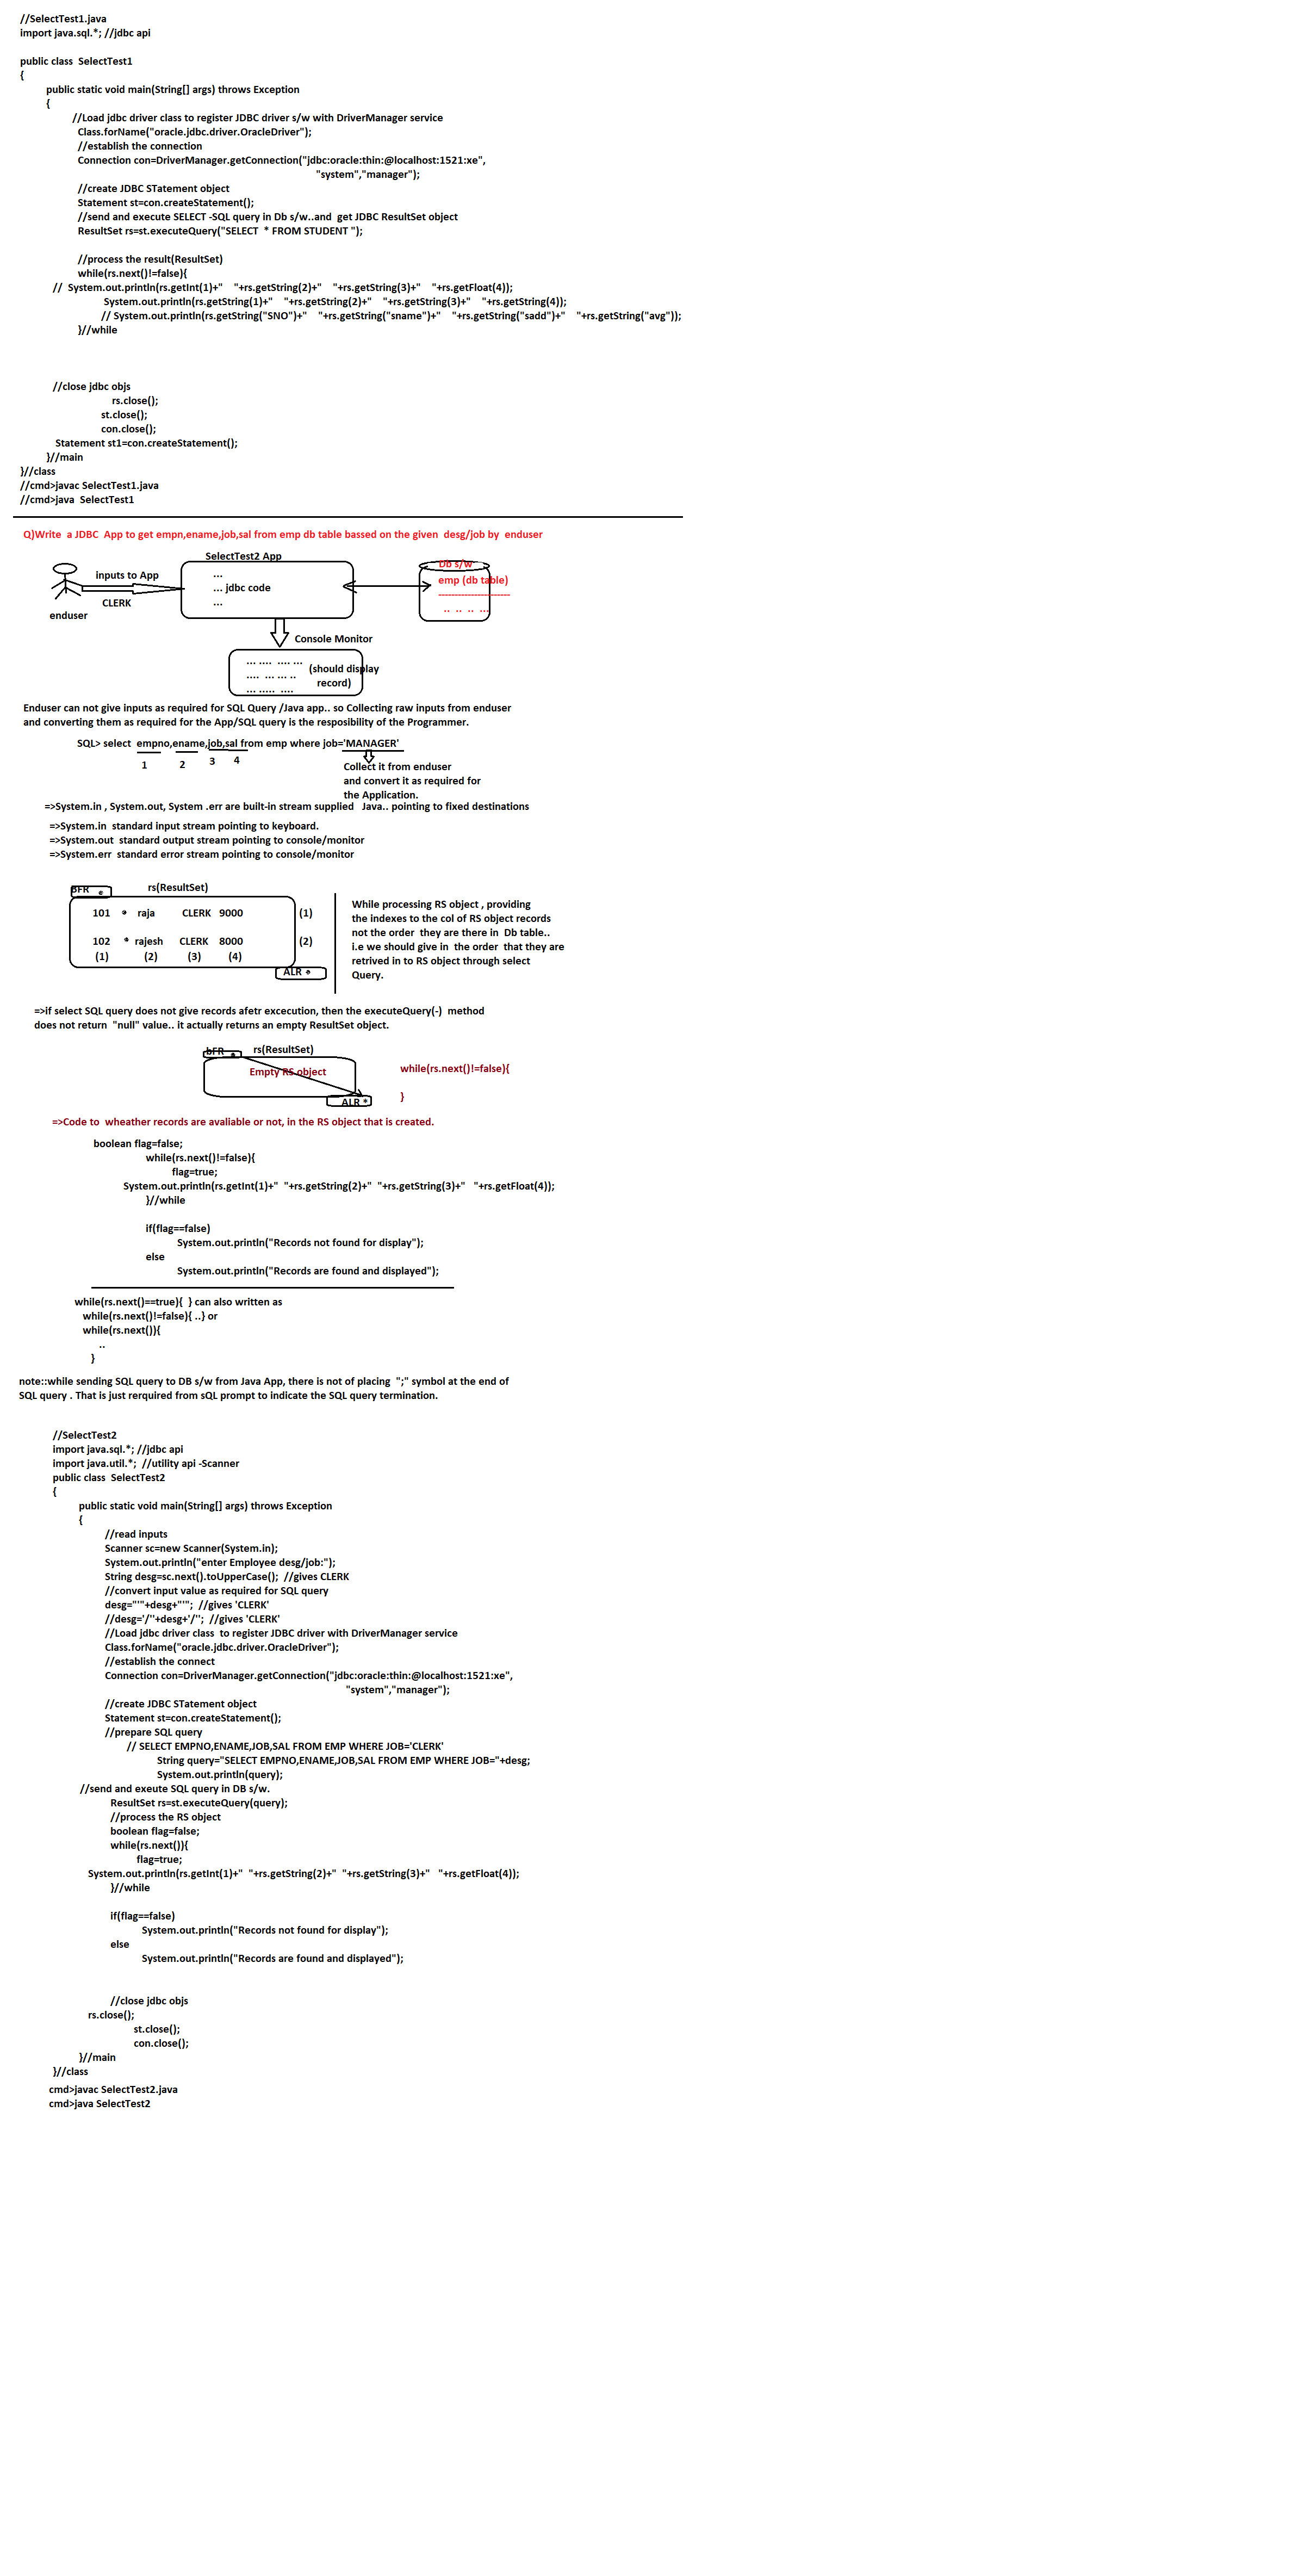 //SelectTest1.java
import java.sql.*; //jdbc api
public class  SelectTest1
{
public static void main(String[] args) throws Exception
{
//Load jdbc driver class to register JDBC driver s/w with DriverManager service
Class.forName("oracle.jdbc.driver.OracleDriver");
//establish the connection
Connection con=DriverManager.getConnection("jdbc:oracle:thin:@localhost:1521:xe",
"system","manager");
//create JDBC STatement object
Statement st=con.createStatement();
//send and execute SELECT -SQL query in Db s/w..and  get JDBC ResultSet object
ResultSet rs=st.executeQuery("SELECT  * FROM STUDENT ");
//process the result(ResultSet)
while(rs.next()!=false){
//  System.out.println(rs.getInt(1)+"    "+rs.getString(2)+"    "+rs.getString(3)+"    "+rs.getFloat(4));
System.out.println(rs.getString(1)+"    "+rs.getString(2)+"    "+rs.getString(3)+"    "+rs.getString(4));
// System.out.println(rs.getString("SNO")+"    "+rs.getString("sname")+"    "+rs.getString("sadd")+"    "+rs.getString("avg"));
}//while
//close jdbc objs
rs.close();
st.close();
con.close();
Statement st1=con.createStatement();
}//main
}//class
//cmd>javac SelectTest1.java
//cmd>java  SelectTest1
Q)Write  a JDBC  App to get empn,ename,job,sal from emp db table bassed on the given  desg/job by  enduser
SelectTest2 App
Db s/w
inputs to App
...
... jdbc code
...
emp (db table)
----------------------
..  ..  ..  ...
CLERK
enduser
Console Monitor
... ....  .... ...
....  ... ... ..
... .....  ....
(should display
record)
Enduser can not give inputs as required for SQL Query /Java app.. so Collecting raw inputs from enduser
and converting them as required for the App/SQL query is the resposibility of the Programmer.
SQL> select  empno,ename,job,sal from emp where job='MANAGER'
1 2 3 4
Collect it from enduser
and convert it as required for
the Application.
=>System.in , System.out, System .err are built-in stream supplied   Java.. pointing to fixed destinations
=>System.in  standard input stream pointing to keyboard.
=>System.out  standard output stream pointing to console/monitor
=>System.err  standard error stream pointing to console/monitor
BFR rs(ResultSet)
101 raja CLERK 9000 (1)
102 rajesh CLERK 8000 (2)
(1) (2) (3) (4)
ALR
While processing RS object , providing
the indexes to the col of RS object records
not the order  they are there in  Db table..
i.e we should give in  the order  that they are
retrived in to RS object through select
Query.
=>if select SQL query does not give records afetr excecution, then the executeQuery(-)  method
does not return  "null" value.. it actually returns an empty ResultSet object.
bFR rs(ResultSet)
Empty RS object
ALR *
while(rs.next()!=false){
}
=>Code to  wheather records are avaliable or not, in the RS object that is created.
boolean flag=false;
while(rs.next()!=false){
flag=true;
System.out.println(rs.getInt(1)+"  "+rs.getString(2)+"  "+rs.getString(3)+"   "+rs.getFloat(4));
}//while
if(flag==false)
System.out.println("Records not found for display");
else
System.out.println("Records are found and displayed");
while(rs.next()==true){  } can also written as
while(rs.next()!=false){ ..} or
while(rs.next()){
..
}
note::while sending SQL query to DB s/w from Java App, there is not of placing  ";" symbol at the end of
SQL query . That is just rerquired from sQL prompt to indicate the SQL query termination.
//SelectTest2
import java.sql.*; //jdbc api
import java.util.*;  //utility api -Scanner
public class  SelectTest2
{
public static void main(String[] args) throws Exception
{
//read inputs
Scanner sc=new Scanner(System.in);
System.out.println("enter Employee desg/job:");
String desg=sc.next().toUpperCase();  //gives CLERK
//convert input value as required for SQL query
desg="'"+desg+"'";  //gives 'CLERK'
//desg='/''+desg+'/'';  //gives 'CLERK'
//Load jdbc driver class  to register JDBC driver with DriverManager service
Class.forName("oracle.jdbc.driver.OracleDriver");
//establish the connect
Connection con=DriverManager.getConnection("jdbc:oracle:thin:@localhost:1521:xe",
"system","manager");
//create JDBC STatement object
Statement st=con.createStatement();
//prepare SQL query
// SELECT EMPNO,ENAME,JOB,SAL FROM EMP WHERE JOB='CLERK'
String query="SELECT EMPNO,ENAME,JOB,SAL FROM EMP WHERE JOB="+desg;
System.out.println(query);
//send and exeute SQL query in DB s/w.
ResultSet rs=st.executeQuery(query);
//process the RS object
boolean flag=false;
while(rs.next()){
flag=true;
System.out.println(rs.getInt(1)+"  "+rs.getString(2)+"  "+rs.getString(3)+"   "+rs.getFloat(4));
}//while
if(flag==false)
System.out.println("Records not found for display");
else
System.out.println("Records are found and displayed");
//close jdbc objs
rs.close();
st.close();
con.close();
}//main
}//class
cmd>javac SelectTest2.java
cmd>java SelectTest2